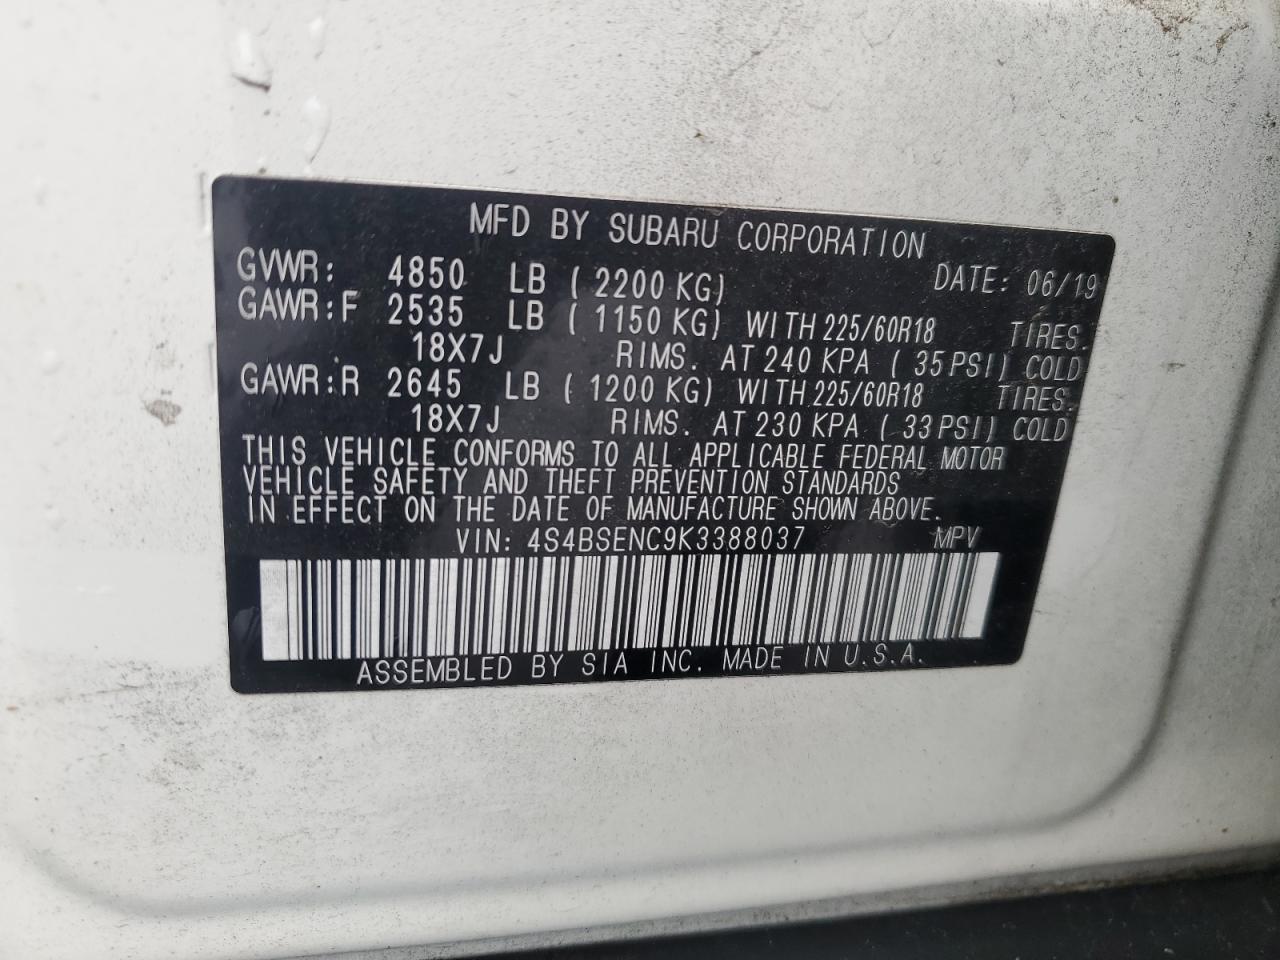 MFD BY SUBARU CORPORATION
GVWR: 4850 LB ( 2200 KG) DATE: 06/19
GAWR:F 2535 LB ( 1150 KG) WITH 225/60R18 TIRES.
18X7J RIMS. AT 240 KPA ( 35 PSI) COLD
GAWR:R 2645 LB ( 1200 KG) WITH 225/60R18 TIRES.
18X7J RIMS. AT 230 KPA ( 33 PSI) COLD
THIS VEHICLE CONFORMS TO ALL APPLICABLE FEDERAL MOTOR
VEHICLE SAFETY AND THEFT PREVENTION STANDARDS
IN EFFECT ON THE DATE OF MANUFACTURE SHOWN ABOVE.
VIN: 4S4BSENC9K3388037 MPV
ASSEMBLED BY SIA INC. MADE IN U.S.A.